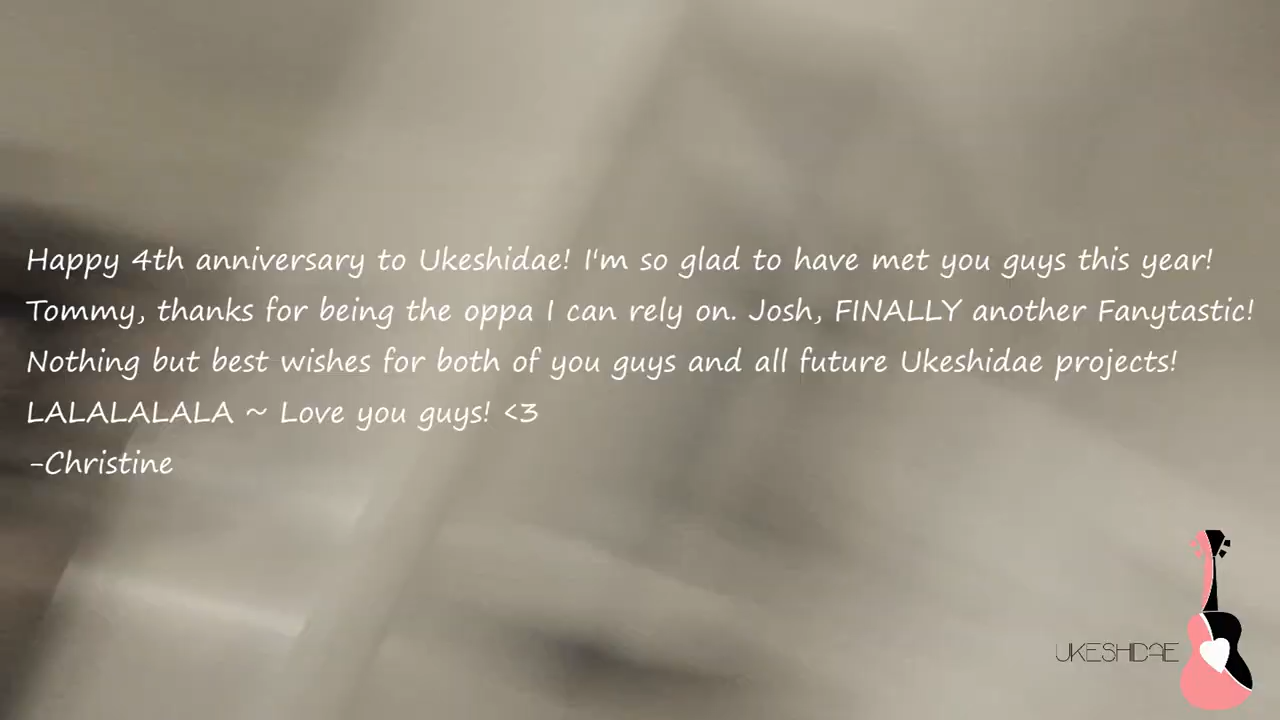 Happy 4th anniversary to Ukeshidae! I'm so glad to have met you guys this year!
Tommy, thanks for being the oppa I can rely on. Josh, FINALLY another Fanytastic!
Nothing but best wishes for both of you guys and all future Ukeshidae projects!
LALALALALA ~ Love you guys! <3
-Christine
UKESHIDAE